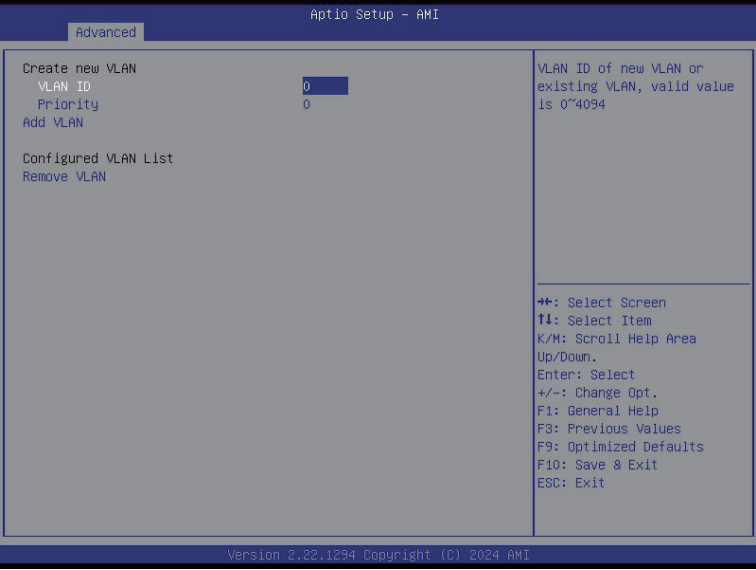 Aptio Setup – AMI
Advanced
Create new VLAN
VLAN ID 0
Priority 0
Add VLAN
Configured VLAN List
Remove VLAN
VLAN ID of new VLAN or
existing VLAN, valid value
is 0~4094
→←: Select Screen
↑↓: Select Item
K/M: Scroll Help Area
Up/Down.
Enter: Select
+/-: Change Opt.
F1: General Help
F3: Previous Values
F9: Optimized Defaults
F10: Save & Exit
ESC: Exit
Version 2.22.1294 Copyright (C) 2024 AMI